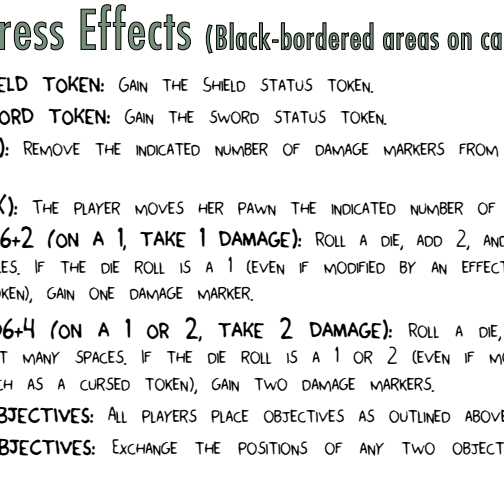 ress Effects (Black-bordered areas on ca
ELD TOKEN: GAIN THE SHIELD STATUS TOKEN.
ORD TOKEN: GAIN THE SWORD STATUS TOKEN.
): REMOVE THE INDICATED NUMBER OF DAMAGE MARKERS FROM
X): THE PLAYER MOVES HER PAWN THE INDICATED NUMBER OF
6+2 (ON A 1, TAKE 1 DAMAGE): ROLL A DIE, ADD 2, AND
ES. IF THE DIE ROLL IS A 1 (EVEN IF MODIFIED BY AN EFFECT
KEN), GAIN ONE DAMAGE MARKER.
D6+4 (ON A 1 OR 2, TAKE 2 DAMAGE): ROLL A DIE,
T MANY SPACES. IF THE DIE ROLL IS A 1 OR 2 (EVEN IF MO
CH AS A CURSED TOKEN), GAIN TWO DAMAGE MARKERS.
BJECTIVES: ALL PLAYERS PLACE OBJECTIVES AS OUTLINED ABOVE
BJECTIVES: EXCHANGE THE POSITIONS OF ANY TWO OBJECT